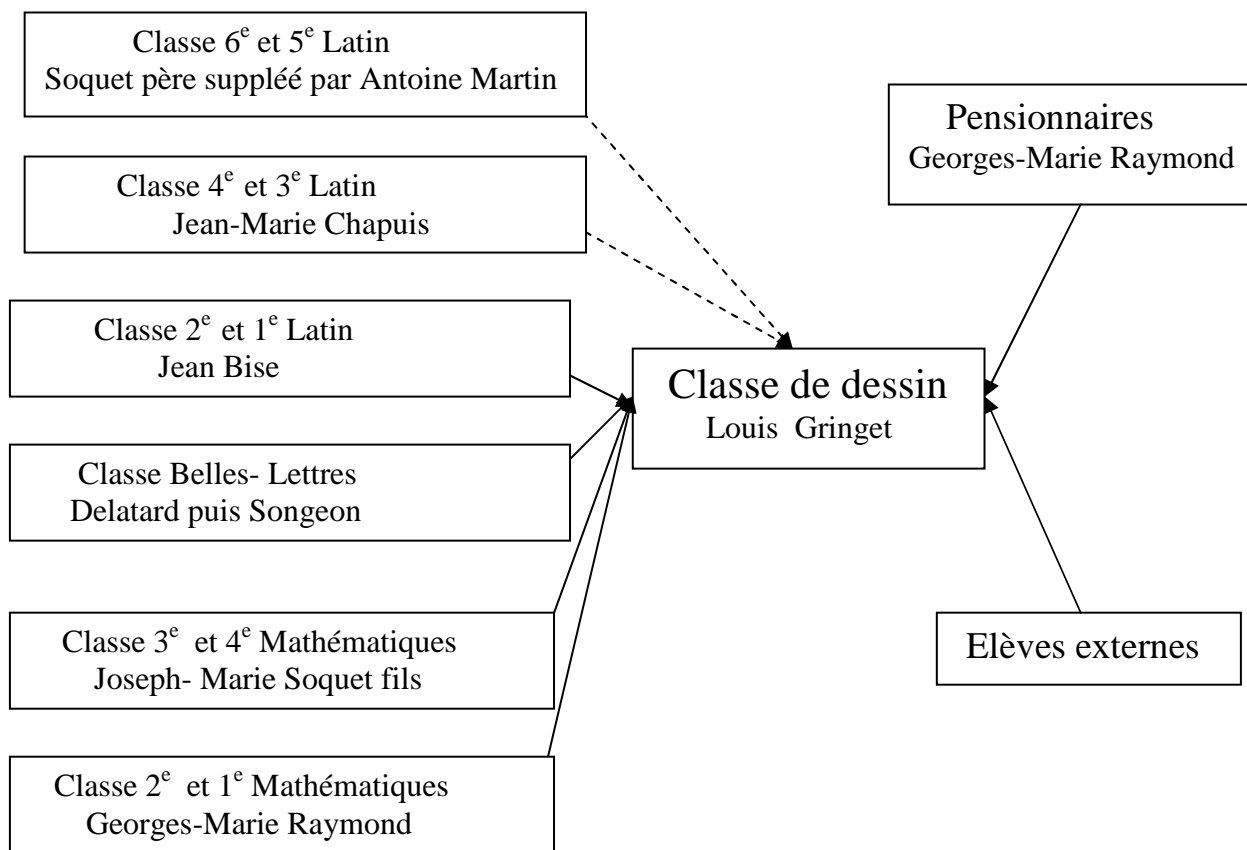 Classe 6e et 5e Latin
Soquet père suppléé par Antoine Martin
Classe 4e et 3e Latin
Jean-Marie Chapuis
Classe 2e et 1e Latin
Jean Bise
Classe Belles- Lettres
Delatard puis Songeon
Classe 3e et 4e Mathématiques
Joseph- Marie Soquet fils
Classe 2e et 1e Mathématiques
Georges-Marie Raymond
Classe de dessin
Louis Gringet
Pensionnaires
Georges-Marie Raymond
Elèves externes